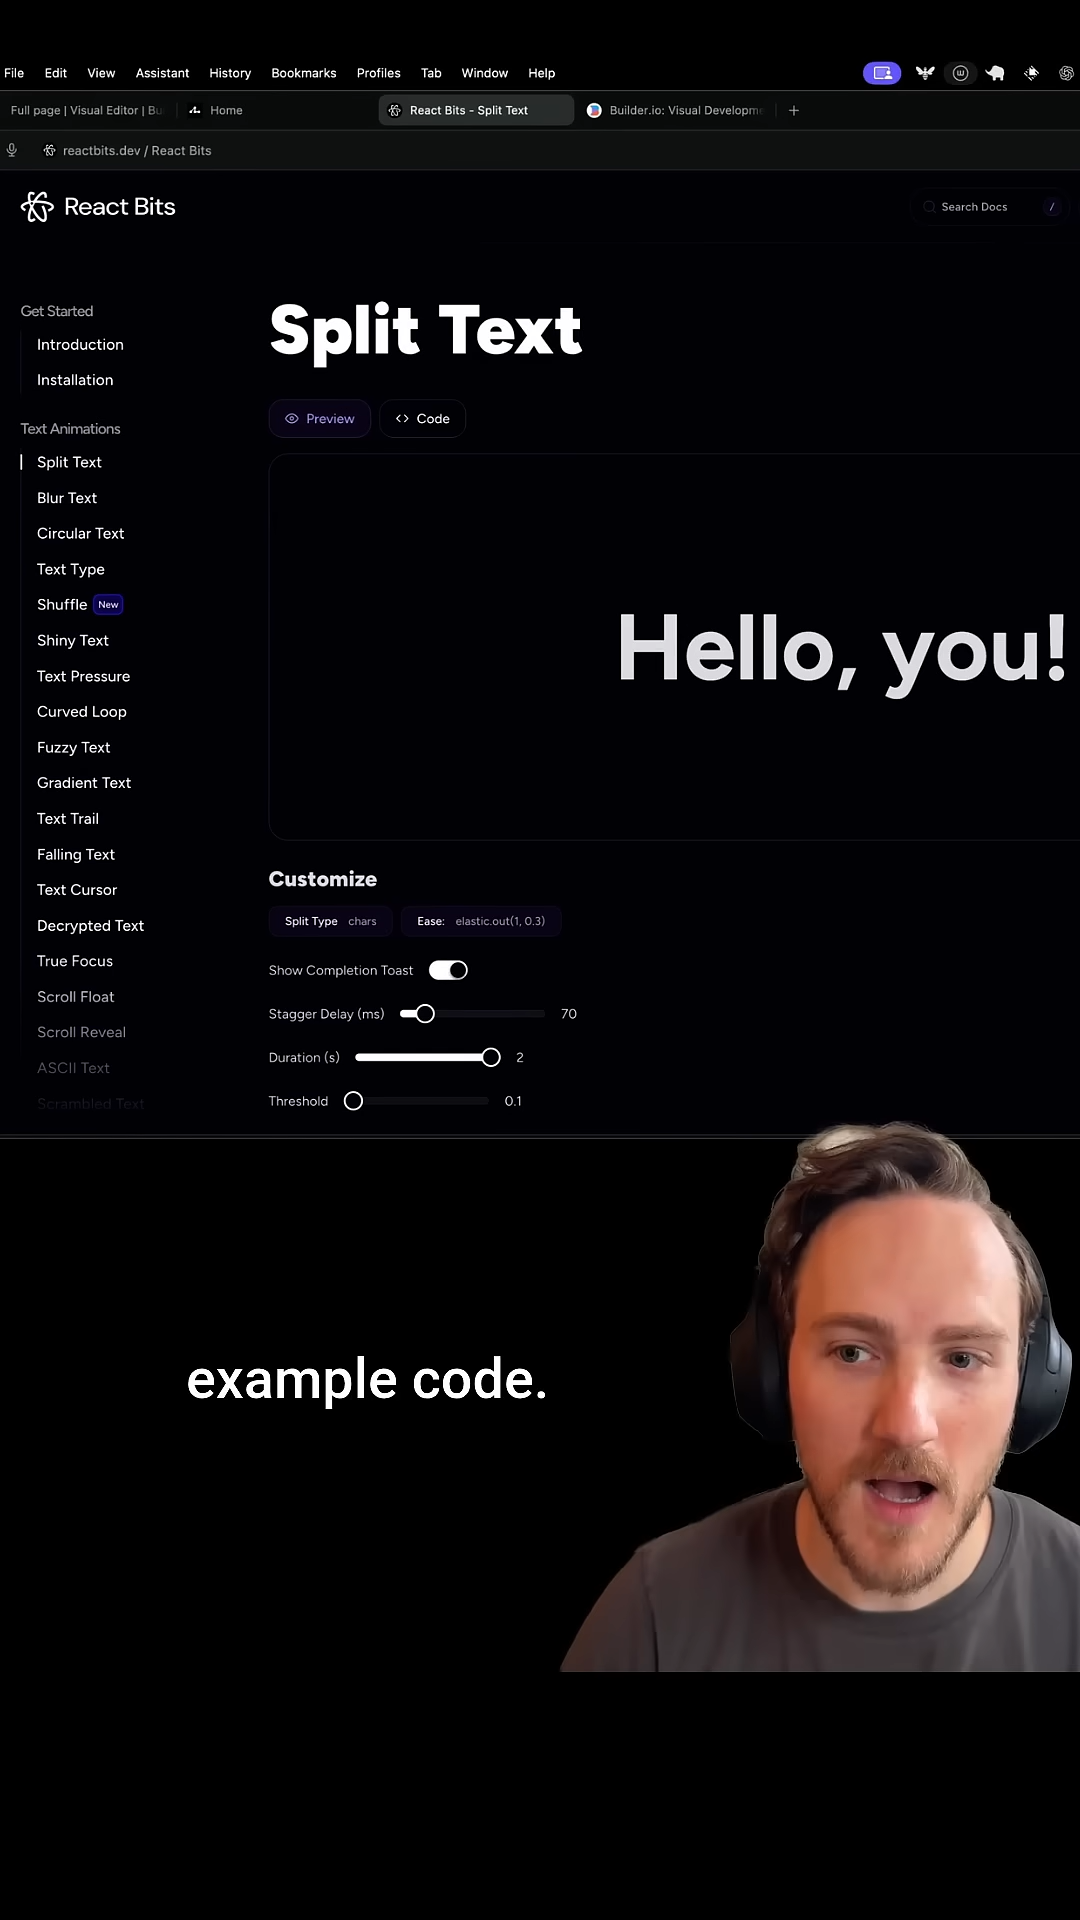 File Edit View Assistant History Bookmarks Profiles Tab Window Help
Full page | Visual Editor | Bu Home React Bits - Split Text Builder.io: Visual Developme
reactbits.dev / React Bits
React Bits
Search Docs /
Get Started
Introduction
Installation
Text Animations
Split Text
Blur Text
Circular Text
Text Type
Shuffle New
Shiny Text
Text Pressure
Curved Loop
Fuzzy Text
Gradient Text
Text Trail
Falling Text
Text Cursor
Decrypted Text
True Focus
Scroll Float
Scroll Reveal
ASCII Text
Scrambled Text
Split Text
Preview Code
Hello, you!
Customize
Split Type chars Ease: elastic.out(1, 0.3)
Show Completion Toast
Stagger Delay (ms) 70
Duration (s) 2
Threshold 0.1
example code.